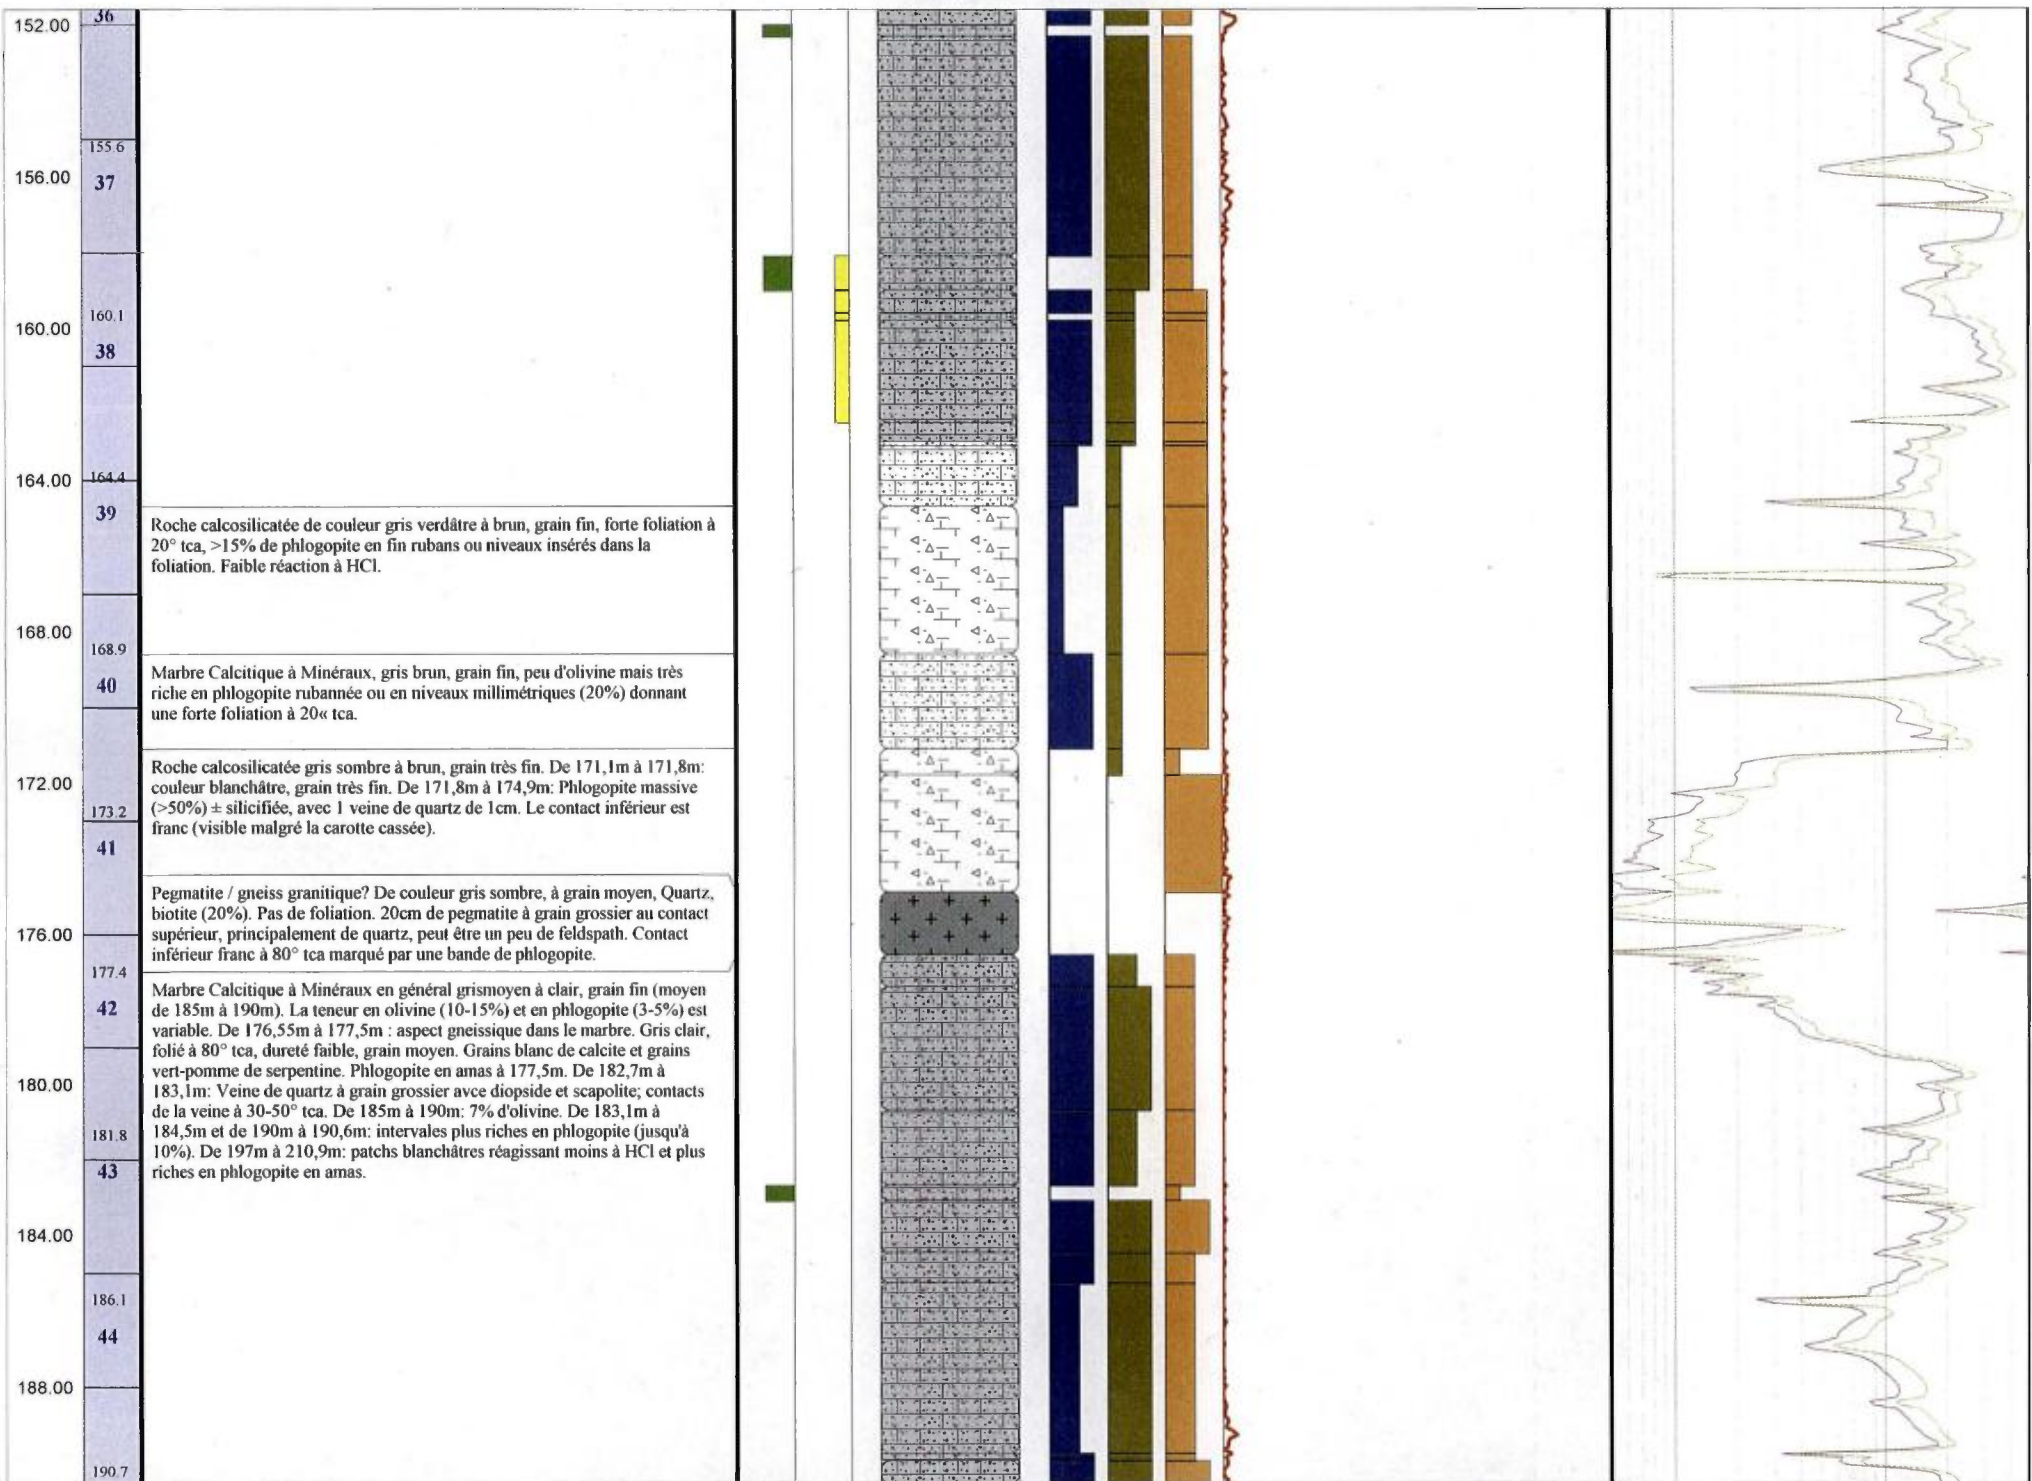 36
152.00
155.6
156.00
37
160.1
160.00
38
164.4
164.00
39
Roche calcosilicatée de couleur gris verdâtre à brun, grain fin, forte foliation à
20° tca, >15% de phlogopite en fin rubans ou niveaux insérés dans la
foliation. Faible réaction à HCl.
168.00
168.9
40
Marbre Calcitique à Minéraux, gris brun, grain fin, peu d'olivine mais très
riche en phlogopite rubannée ou en niveaux millimétriques (20%) donnant
une forte foliation à 20« tca.
172.00
173.2
41
Roche calcosilicatée gris sombre à brun, grain très fin. De 171,1m à 171,8m:
couleur blanchâtre, grain très fin. De 171,8m à 174,9m: Phlogopite massive
(>50%) ± silicifiée, avec 1 veine de quartz de 1cm. Le contact inférieur est
franc (visible malgré la carotte cassée).
Pegmatite / gneiss granitique? De couleur gris sombre, à grain moyen, Quartz,
biotite (20%). Pas de foliation. 20cm de pegmatite à grain grossier au contact
supérieur, principalement de quartz, peut être un peu de feldspath. Contact
inférieur franc à 80° tca marqué par une bande de phlogopite.
176.00
177.4
42
Marbre Calcitique à Minéraux en général grismoyen à clair, grain fin (moyen
de 185m à 190m). La teneur en olivine (10-15%) et en phlogopite (3-5%) est
variable. De 176,55m à 177,5m : aspect gneissique dans le marbre. Gris clair,
folié à 80° tca, dureté faible, grain moyen. Grains blanc de calcite et grains
vert-pomme de serpentine. Phlogopite en amas à 177,5m. De 182,7m à
183,1m: Veine de quartz à grain grossier avce diopside et scapolite; contacts
de la veine à 30-50° tca. De 185m à 190m: 7% d'olivine. De 183,1m à
184,5m et de 190m à 190,6m: intervales plus riches en phlogopite (jusqu'à
10%). De 197m à 210,9m: patchs blanchâtres réagissant moins à HCl et plus
riches en phlogopite en amas.
180.00
181.8
43
184.00
186.1
44
188.00
190.7